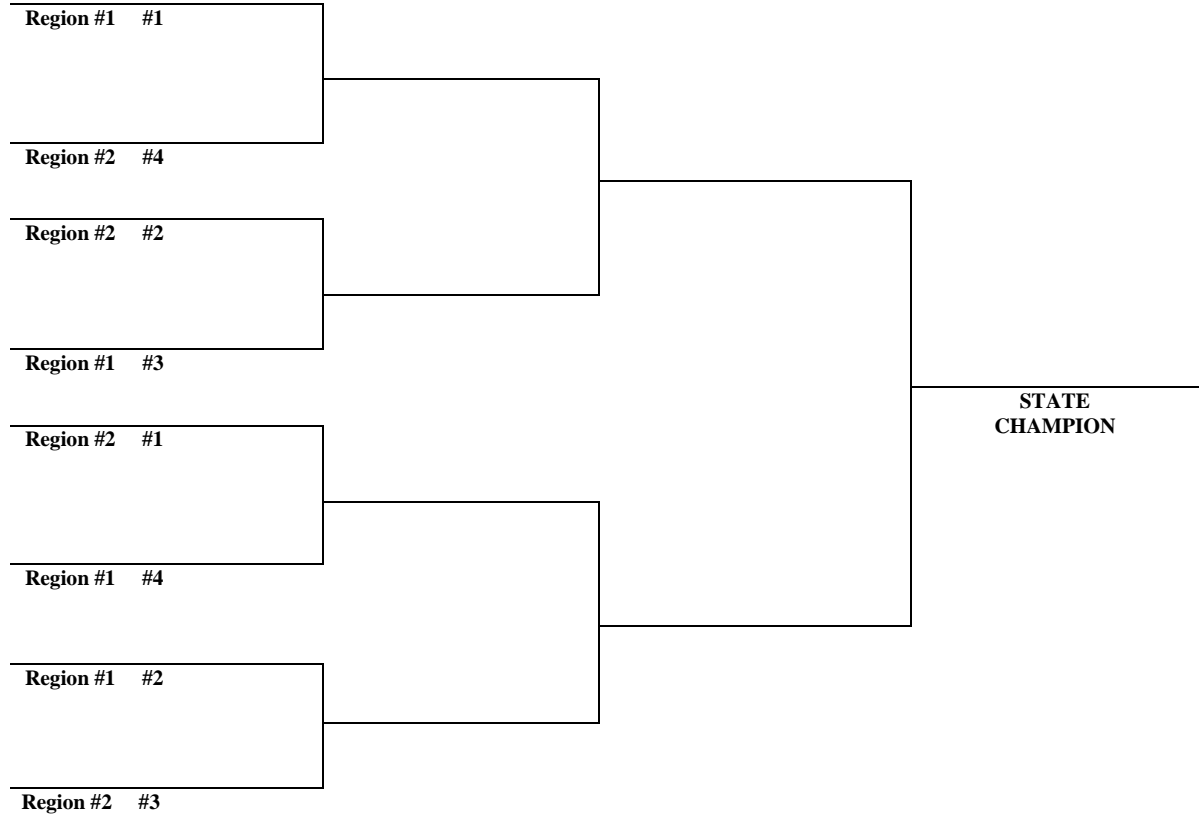 Region #1 #1
Region #2 #4
Region #2 #2
Region #1 #3
Region #2 #1
Region #1 #4
Region #1 #2
Region #2 #3
STATE
CHAMPION